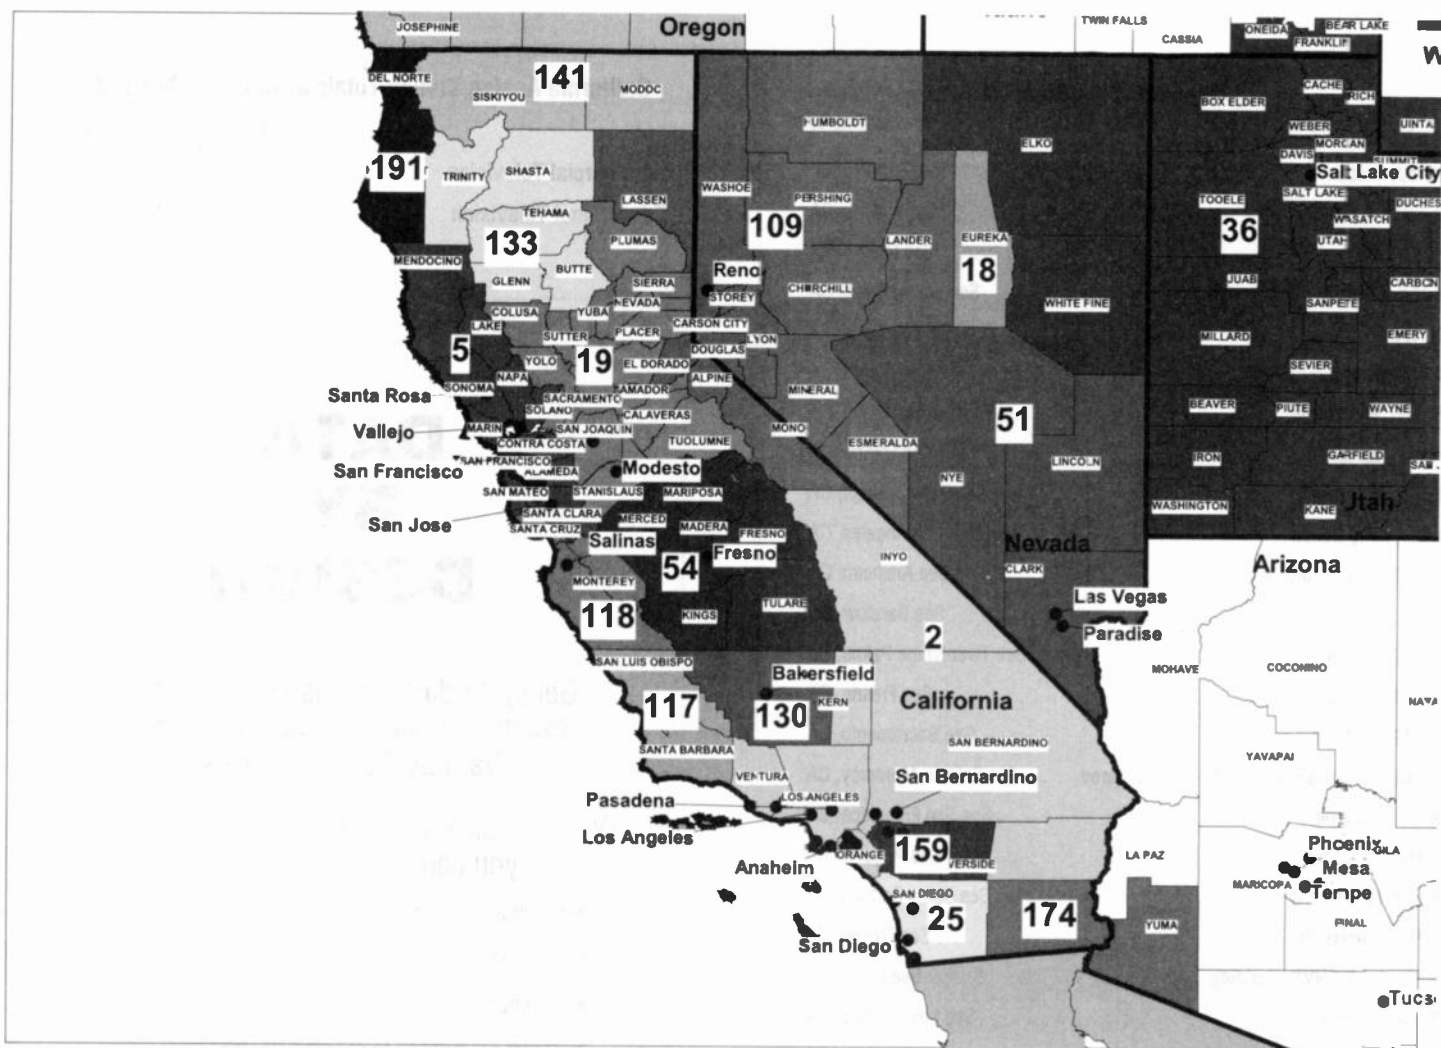 TWIN FALLS
BEAR LAKE
JOSEPHINE
Oregon
CASSIA
ONEIDA
FRANKLIN
W
DEL NORTE
141
SISKIYOU
MODOC
CACHE
RICH
BOX ELDER
HUMBOLDT
WEBER
UINTA
ELKO
MORGAN
DAVIS
SUMMIT
191
TRINITY
SHASTA
Salt Lake City
WASHOE
SALT LAKE
LASSEN
PERSHING
TOOELE
DUCHES
TEHAMA
109
WASATCH
133
PLUMAS
LANDER
EUREKA
36
UTAH
MENDOCINO
BUTTE
18
Reno
GLENN
SIERRA
CHURCHILL
JUAB
CARBON
STOREY
NEVADA
WHITE PINE
SANPETE
COLUSA
YUBA
LAKE
CARSON CITY
SUTTER
PLACER
LYON
MILLARD
EMERY
5
19
DOUGLAS
YOLO
EL DORADO
SEVIER
NAPA
ALPINE
SONOMA
AMADOR
MINERAL
Santa Rosa
SACRAMENTO
SOLANO
BEAVER
PIUTE
WAYNE
CALAVERAS
51
Vallejo
MARIN
SAN JOAQUIN
MONO
CONTRA COSTA
TUOLUMNE
ESMERALDA
SAN FRANCISCO
San Francisco
ALAMEDA
Modesto
LINCOLN
IRON
GARFIELD
NYE
SAN MATEO
STANISLAUS
MARIPOSA
Utah
WASHINGTON
KANE
San Jose
SANTA CLARA
MERCED
MADERA
SANTA CRUZ
FRESNO
Salinas
Nevada
Fresno
INYO
Arizona
54
CLARK
MONTEREY
Las Vegas
118
KINGS
TULARE
Paradise
2
SAN LUIS OBISPO
MOHAVE
COCONINO
Bakersfield
117
KERN
California
130
SANTA BARBARA
SAN BERNARDINO
YAVAPAI
VENTURA
San Bernardino
Pasadena
LOS ANGELES
Los Angeles
Phoenix
ORANGE
159
VERSIDE
LA PAZ
GILA
Anaheim
Mesa
MARICOPA
Tempe
SAN DIEGO
25
174
YUMA
PINAL
San Diego
Tucs